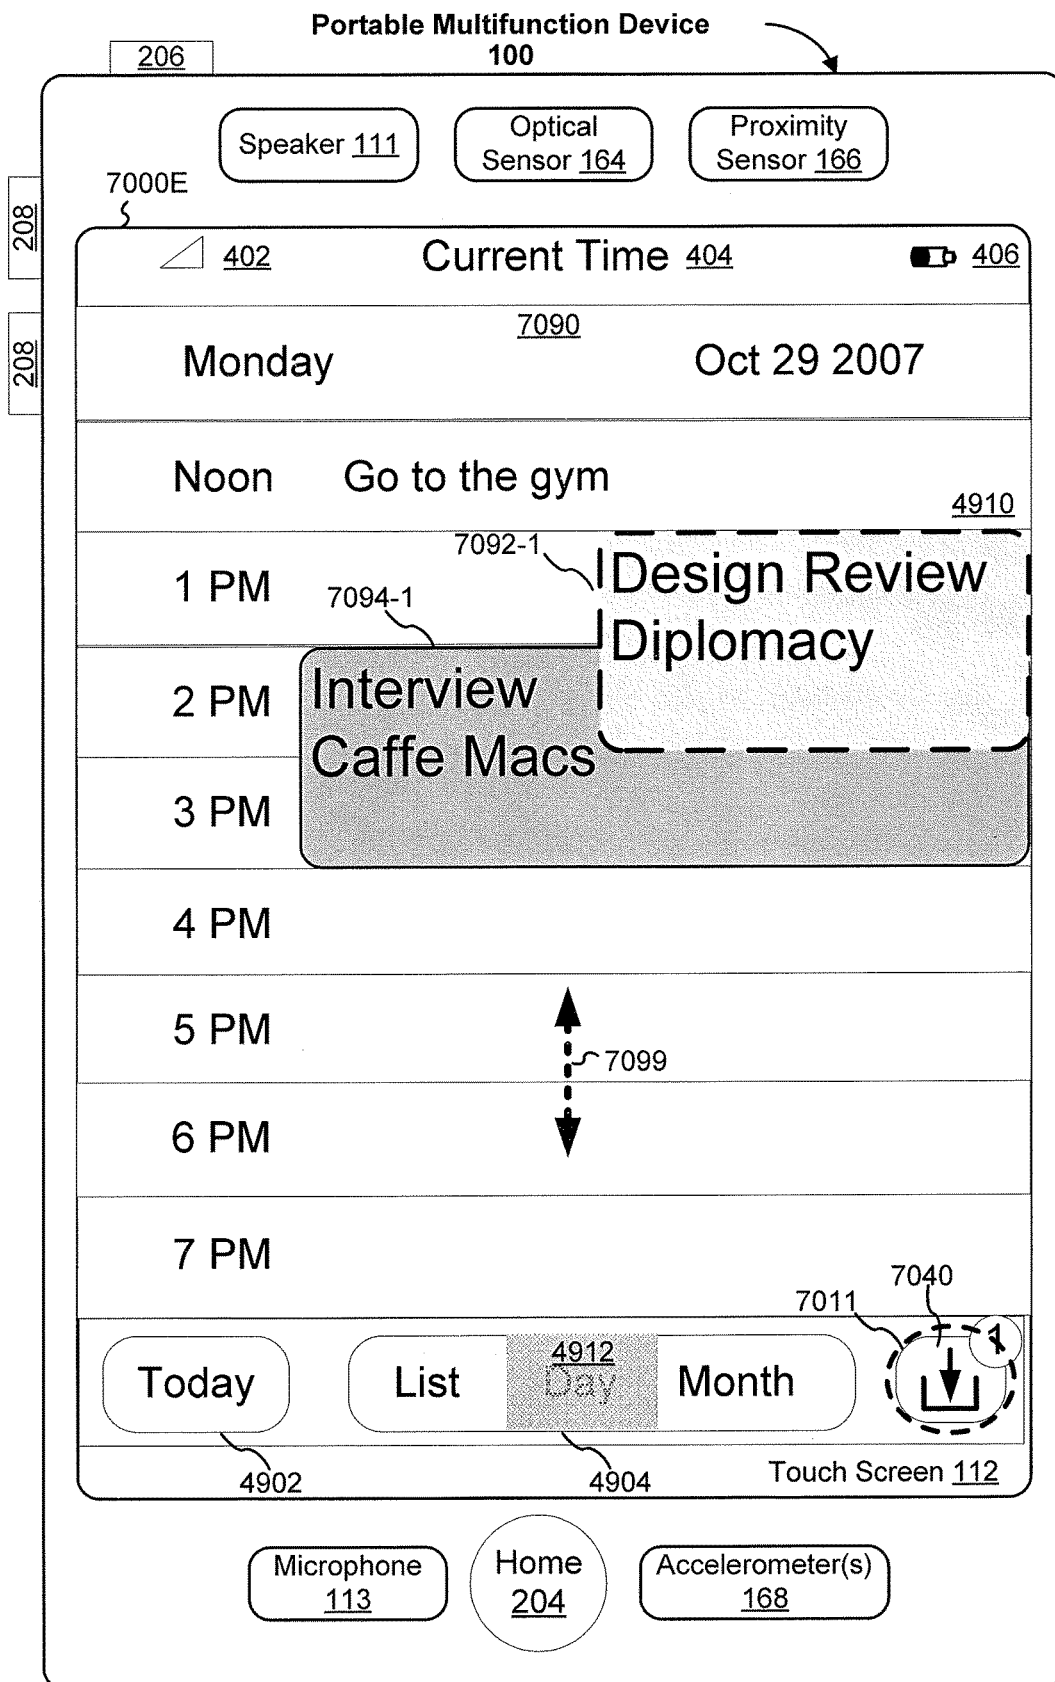 Portable Multifunction Device
100
206
Speaker 111
Optical
Sensor 164
Proximity
Sensor 166
208
7000E
402
Current Time 404
406
208
7090
Monday
Oct 29 2007
Noon
Go to the gym
4910
7092-1
1 PM
Design Review
Diplomacy
7094-1
2 PM
Interview
Caffe Macs
3 PM
4 PM
5 PM
7099
6 PM
7 PM
7040
7011
1
Today
List
4912
Day
Month
4902
4904
Touch Screen 112
Microphone
113
Home
204
Accelerometer(s)
168